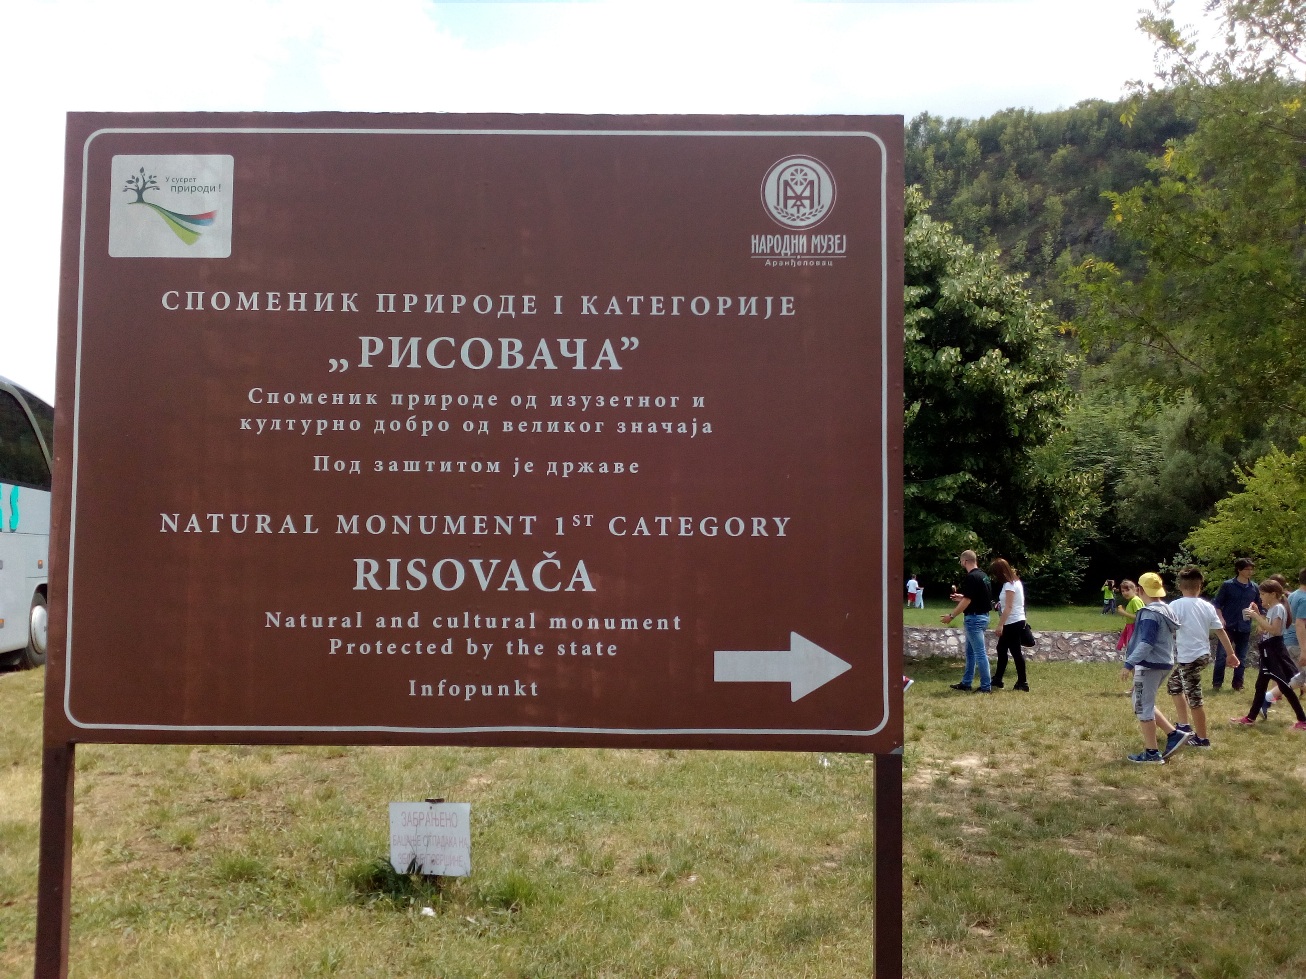 У сусрет
природи !
НАРОДНИ МУЗЕЈ
Аранђеловац
СПОМЕНИК ПРИРОДЕ I КАТЕГОРИЈЕ
„РИСОВАЧА”
Споменик природе од изузетног и
културно добро од великог значаја
Под заштитом је државе
NATURAL MONUMENT 1ST CATEGORY
RISOVAČA
Natural and cultural monument
Protected by the state
Infopunkt
ЗАБРАЊЕНО